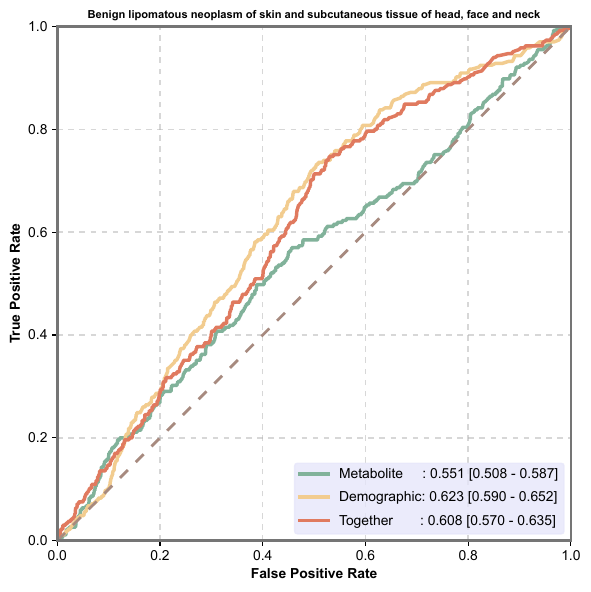 Benign lipomatous neoplasm of skin and subcutaneous tissue of head, face and neck
1.0
0.8
0.6
0.4
0.2
0.0
True Positive Rate
Metabolite : 0.551 [0.508 - 0.587]
Demographic: 0.623 [0.590 - 0.652]
Together : 0.608 [0.570 - 0.635]
0.0 0.2 0.4 0.6 0.8 1.0
False Positive Rate